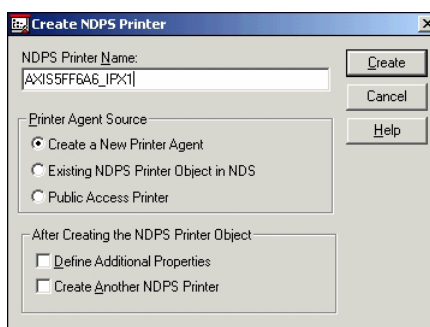 Create NDPS Printer
NDPS Printer Name:
AXIS5FF6A6_IPX1
Create
Cancel
Help
Printer Agent Source
Create a New Printer Agent
Existing NDPS Printer Object in NDS
Public Access Printer
After Creating the NDPS Printer Object
Define Additional Properties
Create Another NDPS Printer